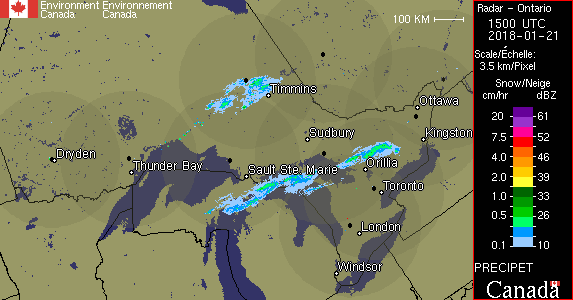 Environment Environnement
Canada Canada
100 KM
Timmins
Ottawa
Sudbury
Kingston
Dryden
Thunder Bay
Sault Ste. Marie
Orillia
Toronto
London
Windsor
Radar - Ontario
1500 UTC
2018-01-21
Scale/Échelle:
3.5 km/Pixel
Snow/Neige
cm/hr dBZ
20 61
7.5 57
4.0 52
4.0 46
2.0 39
1.0 33
0.5 26
0.1 10
PRECIPET
Canada